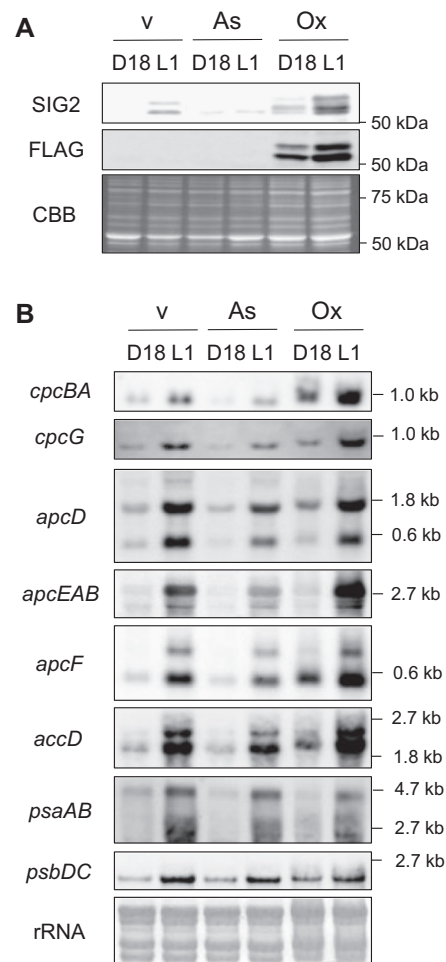 A
v As Ox
D18 L1 D18 L1 D18 L1
SIG2
50 kDa
FLAG
50 kDa
CBB
75 kDa
50 kDa
B
v As Ox
D18 L1 D18 L1 D18 L1
cpcBA
1.0 kb
cpcG
1.0 kb
apcD
1.8 kb
0.6 kb
apcEAB
2.7 kb
apcF
0.6 kb
accD
2.7 kb
1.8 kb
psaAB
4.7 kb
2.7 kb
psbDC
2.7 kb
rRNA